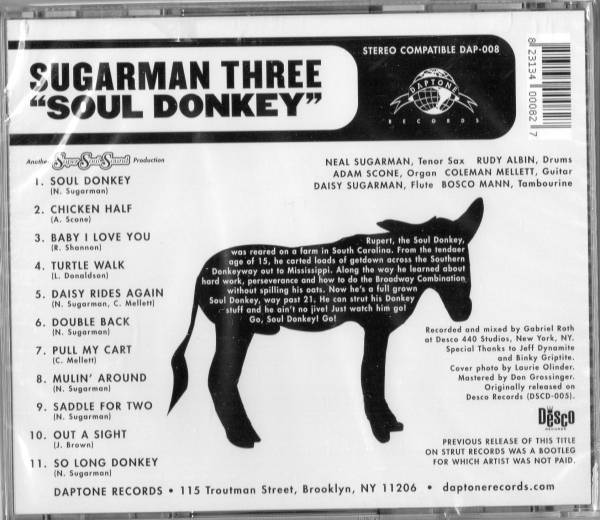 STEREO COMPATIBLE DAP-008
SUGARMAN THREE
"SOUL DONKEY"
DAPTONE
RECORDS
8 23134 00082 7
Another Super Soul Sound Production
NEAL SUGARMAN, Tenor Sax RUDY ALBIN, Drums
ADAM SCONE, Organ COLEMAN MELLETT, Guitar
DAISY SUGARMAN, Flute BOSCO MANN, Tambourine
1. SOUL DONKEY
(N. Sugarman)
2. CHICKEN HALF
(A. Scone)
3. BABY I LOVE YOU
(R. Shannon)
4. TURTLE WALK
(L. Donaldson)
5. DAISY RIDES AGAIN
(N. Sugarman, C. Mellett)
6. DOUBLE BACK
(N. Sugarman)
7. PULL MY CART
(C. Mellett)
8. MULIN' AROUND
(N. Sugarman)
9. SADDLE FOR TWO
(N. Sugarman)
10. OUT A SIGHT
(J. Brown)
11. SO LONG DONKEY
(N. Sugarman)
Rupert, the Soul Donkey,
was reared on a farm in South Carolina. From the tendaer
age of 15, he carted loads of getdown across the Southern
Donkeyway out to Mississippi. Along the way he learned about
hard work, perseverance and how to do the Broadway Combination
without spilling his oats. Now he's a full grown
Soul Donkey, way past 21. He can strut his Donkey
stuff and he ain't no jive! Just watch him go!
Go, Soul Donkey! Go!
Recorded and mixed by Gabriel Roth
at Desco 440 Studios, New York, NY.
Special Thanks to Jeff Dynamite
and Binky Griptite.
Cover photo by Laurie Olinder.
Mastered by Don Grossinger.
Originally released on
Desco Records (DSCD-005).
Desco
RECORDS
PREVIOUS RELEASE OF THIS TITLE
ON STRUT RECORDS WAS A BOOTLEG
FOR WHICH ARTIST WAS NOT PAID.
DAPTONE RECORDS • 115 Troutman Street, Brooklyn, NY 11206 • daptonerecords.com